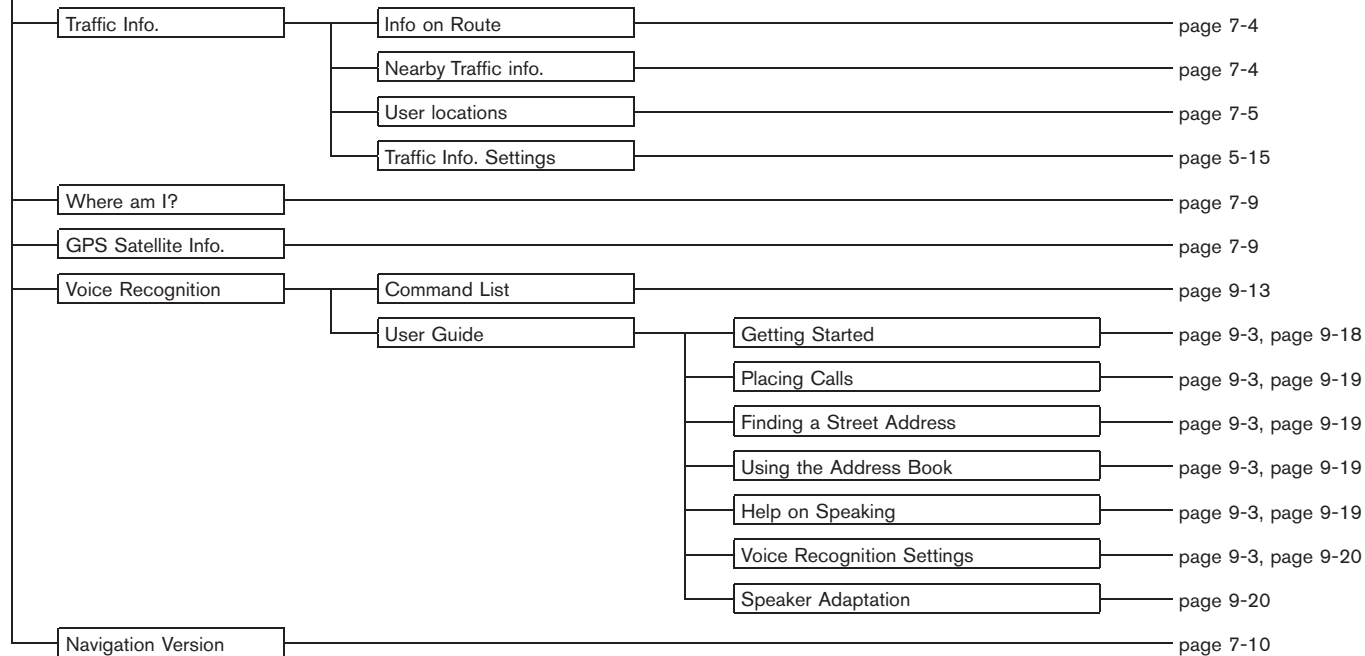 Traffic Info. Info on Route page 7-4
Nearby Traffic info. page 7-4
User locations page 7-5
Traffic Info. Settings page 5-15
Where am I? page 7-9
GPS Satellite Info. page 7-9
Voice Recognition Command List page 9-13
User Guide Getting Started page 9-3, page 9-18
Placing Calls page 9-3, page 9-19
Finding a Street Address page 9-3, page 9-19
Using the Address Book page 9-3, page 9-19
Help on Speaking page 9-3, page 9-19
Voice Recognition Settings page 9-3, page 9-20
Speaker Adaptation page 9-20
Navigation Version page 7-10